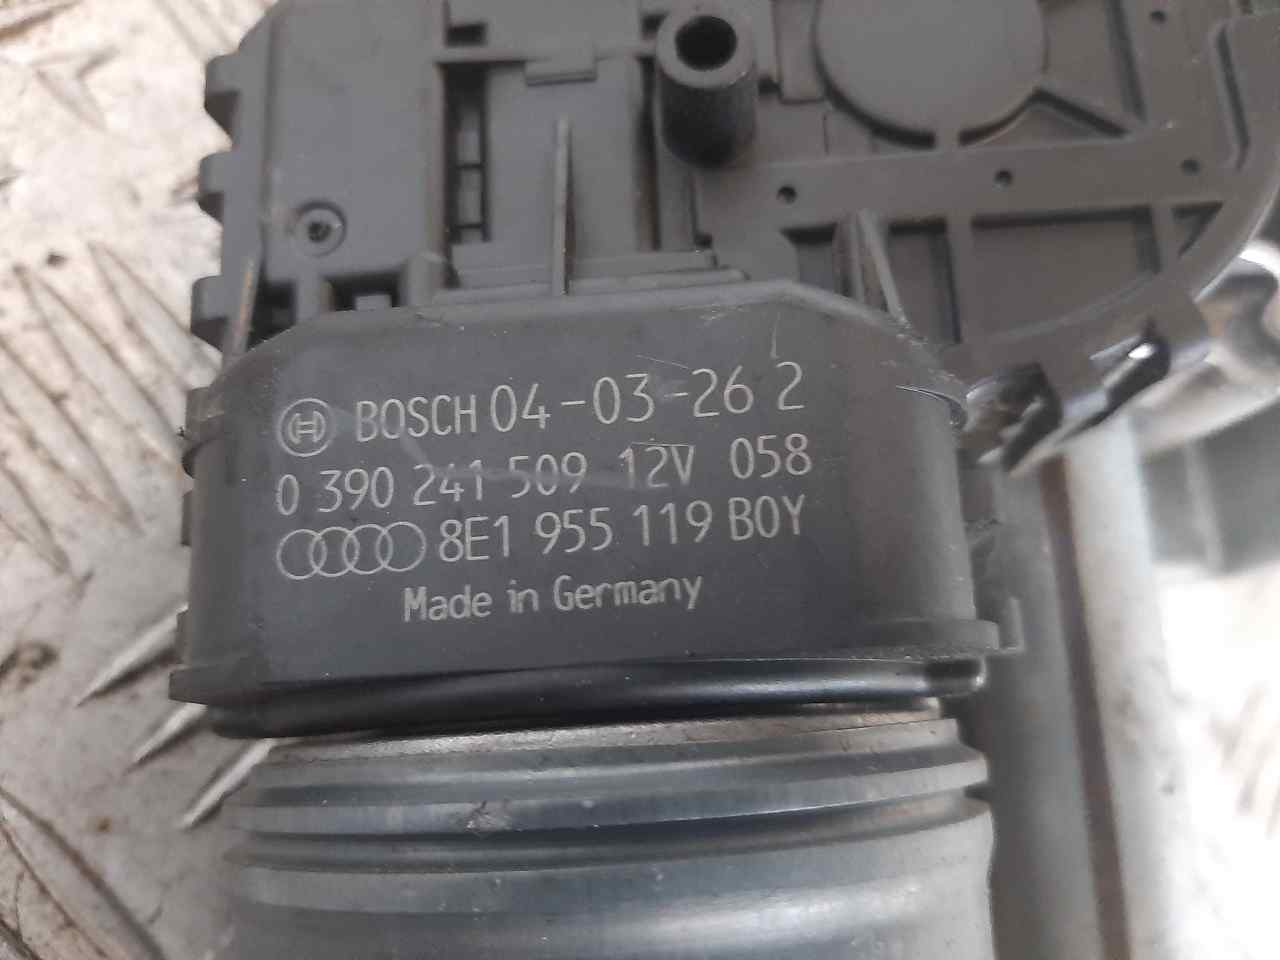 BOSCH 04-03-26 2
0 390 241 509 12V 058
8E1 955 119 B0Y
Made in Germany